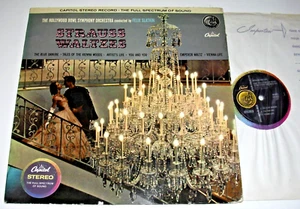 CAPITOL STEREO RECORD · THE FULL SPECTRUM OF SOUND
THE HOLLYWOOD BOWL SYMPHONY ORCHESTRA conducted by FELIX SLATKIN
STRAUSS
WALTZES
THE BLUE DANUBE · TALES OF THE VIENNA WOODS · ARTIST'S LIFE · YOU AND YOU · EMPEROR WALTZ · VIENNA LIFE
Capitol
STEREO
THE FULL SPECTRUM
OF SOUND